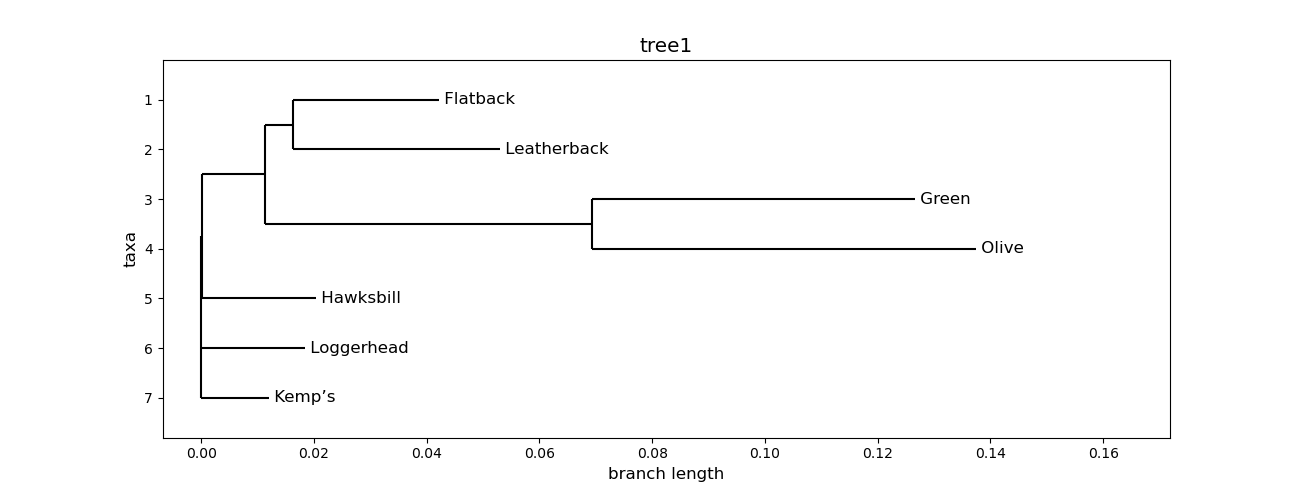 tree1
1
Flatback
2
Leatherback
3
Green
4
Olive
5
Hawksbill
6
Loggerhead
7
Kemp’s
taxa
0.00 0.02 0.04 0.06 0.08 0.10 0.12 0.14 0.16
branch length